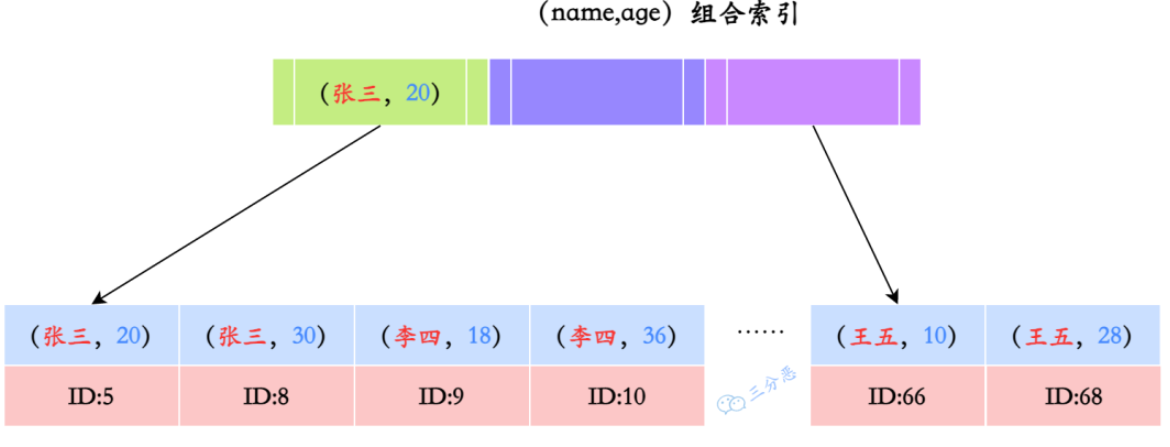 (name,age) 组合索引
(张三, 20)
(张三, 20) (张三, 30) (李四, 18) (李四, 36) …… (王五, 10) (王五, 28)
ID:5 ID:8 ID:9 ID:10 三分恶 ID:66 ID:68